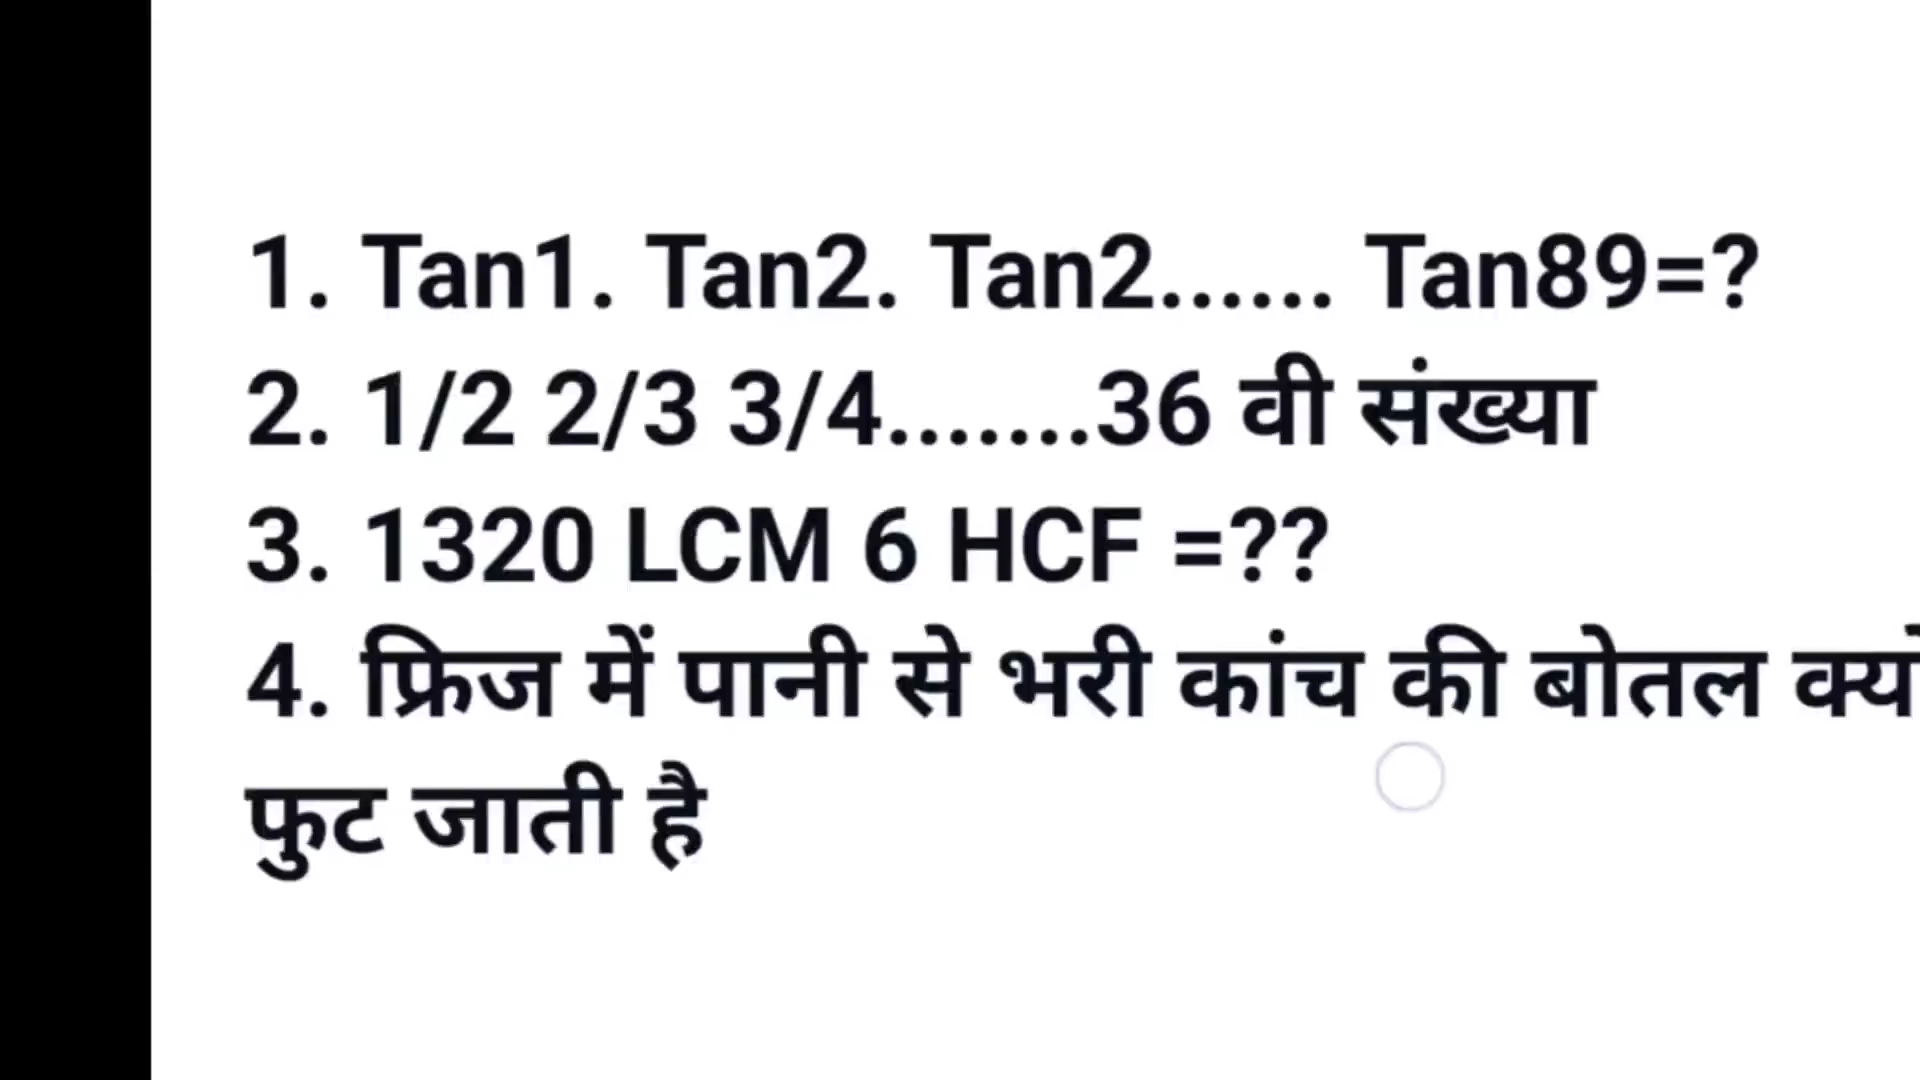 1. Tan1. Tan2. Tan2...... Tan89=?
2. 1/2 2/3 3/4.......36 वी संख्या
3. 1320 LCM 6 HCF =??
4. फ्रिज में पानी से भरी कांच की बोतल
फुट जाती है